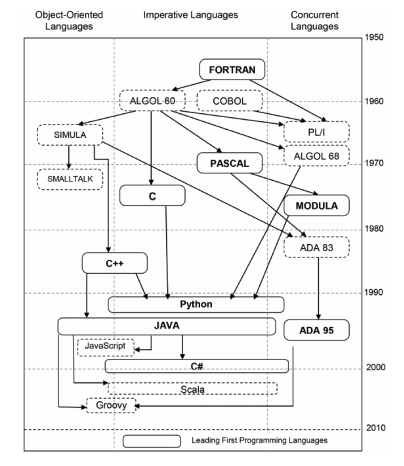 Object-Oriented Languages
Imperative Languages
Concurrent Languages
1950
FORTRAN
ALGOL 60
COBOL
1960
SIMULA
PL/I
ALGOL 68
PASCAL
1970
SMALLTALK
C
MODULA
1980
ADA 83
C++
1990
Python
JAVA
ADA 95
JavaScript
C#
2000
Scala
Groovy
2010
Leading First Programming Languages